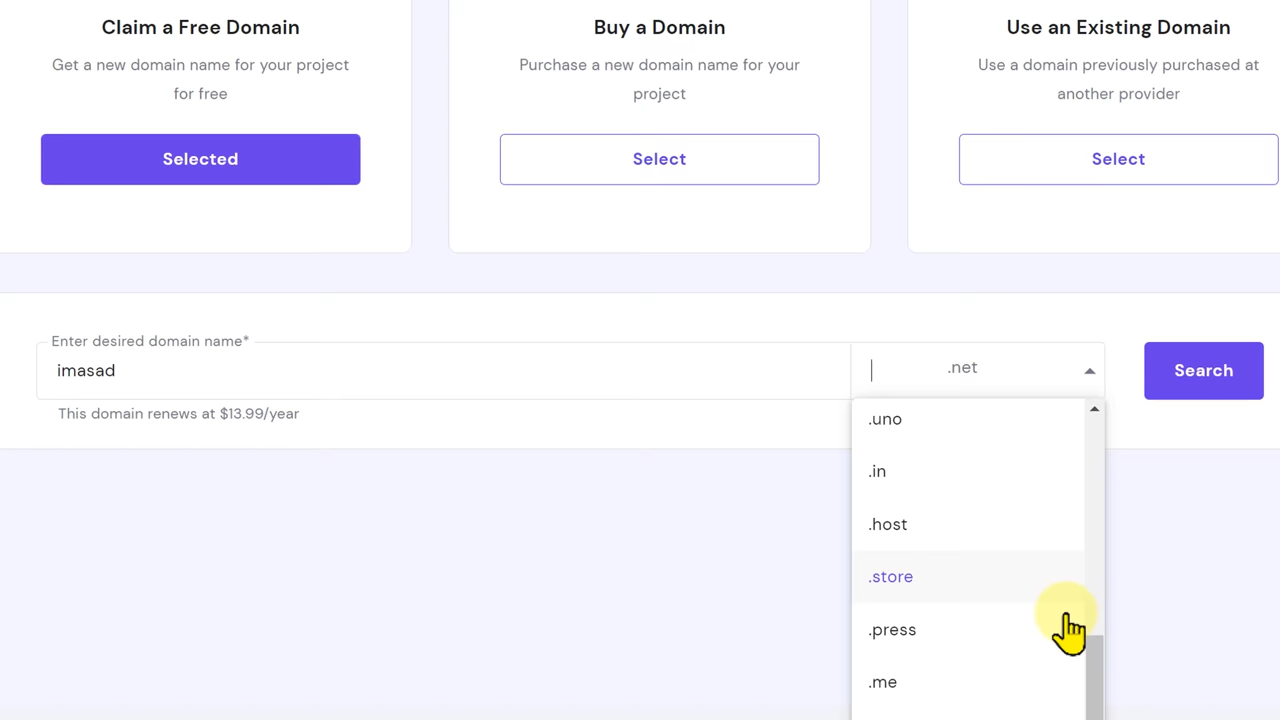 Claim a Free Domain
Get a new domain name for your project
for free
Selected
Buy a Domain
Purchase a new domain name for your
project
Select
Use an Existing Domain
Use a domain previously purchased at
another provider
Select
Enter desired domain name*
imasad
.net
Search
This domain renews at $13.99/year
.uno
.in
.host
.store
.press
.me